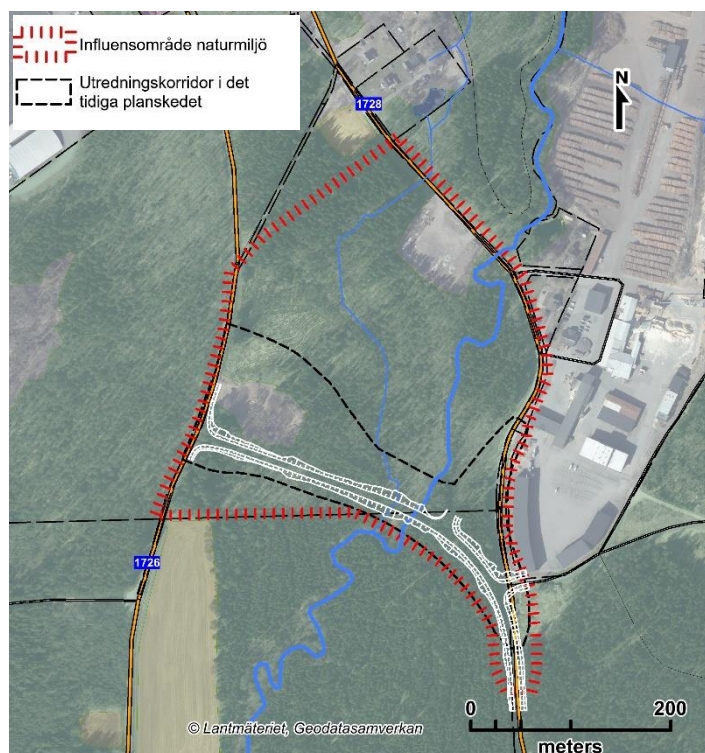 Influensområde naturmiljö
Utredningskorridor i det
tidiga planskedet
1728
N
1726
© Lantmäteriet, Geodatasamverkan
0 200
meters